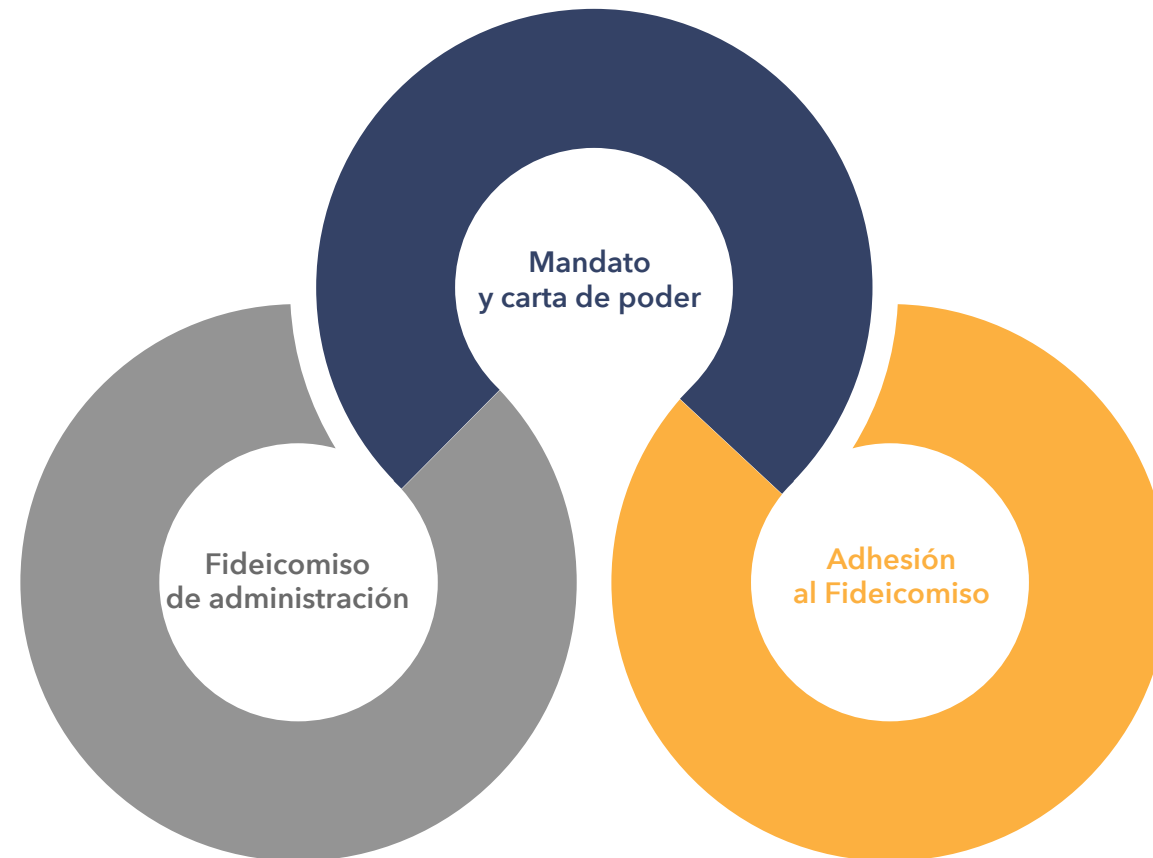 Mandato
y carta de poder
Fideicomiso
de administración
Adhesión
al Fideicomiso